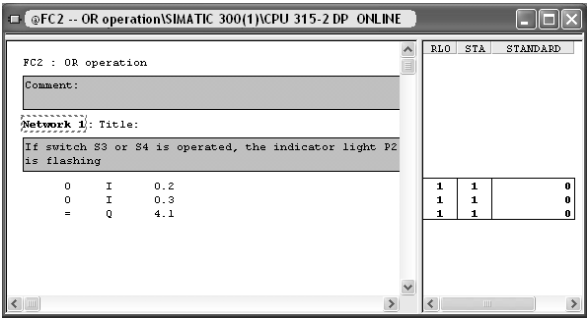 @FC2 -- OR operation\SIMATIC 300(1)\CPU 315-2 DP ONLINE
RLO STA STANDARD
FC2 : OR operation
Comment:
Network 1: Title:
If switch S3 or S4 is operated, the indicator light P2
is flashing
O I 0.2 1 1 0
O I 0.3 1 1 0
= Q 4.1 1 1 0